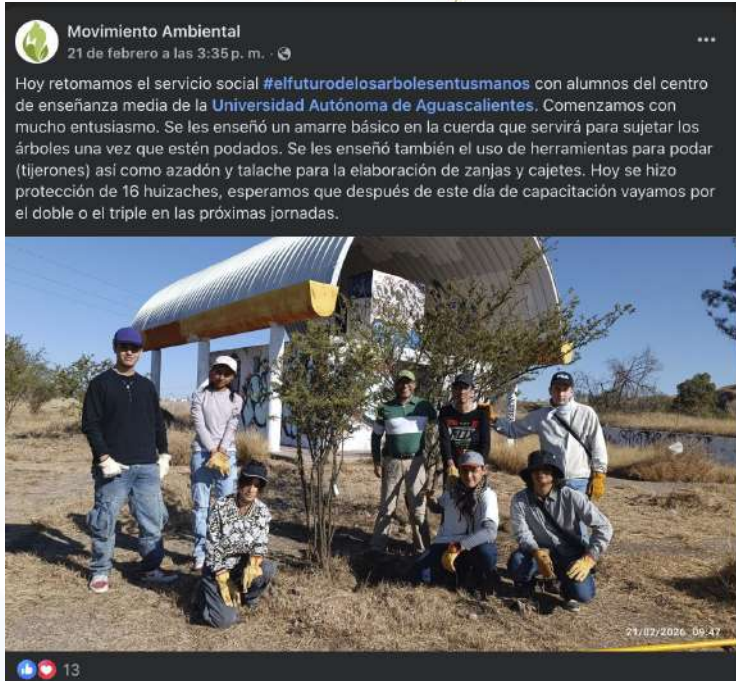 Movimiento Ambiental
21 de febrero a las 3:35 p. m. ·
Hoy retomamos el servicio social #elfuturodelosarbolesentusmanos con alumnos del centro
de enseñanza media de la Universidad Autónoma de Aguascalientes. Comenzamos con
mucho entusiasmo. Se les enseñó un amarre básico en la cuerda que servirá para sujetar los
árboles una vez que estén podados. Se les enseñó también el uso de herramientas para podar
(tijerones) así como azadón y talache para la elaboración de zanjas y cajetes. Hoy se hizo
protección de 16 huizaches, esperamos que después de este día de capacitación vayamos por
el doble o el triple en las próximas jornadas.
21/02/2026 09:47
13